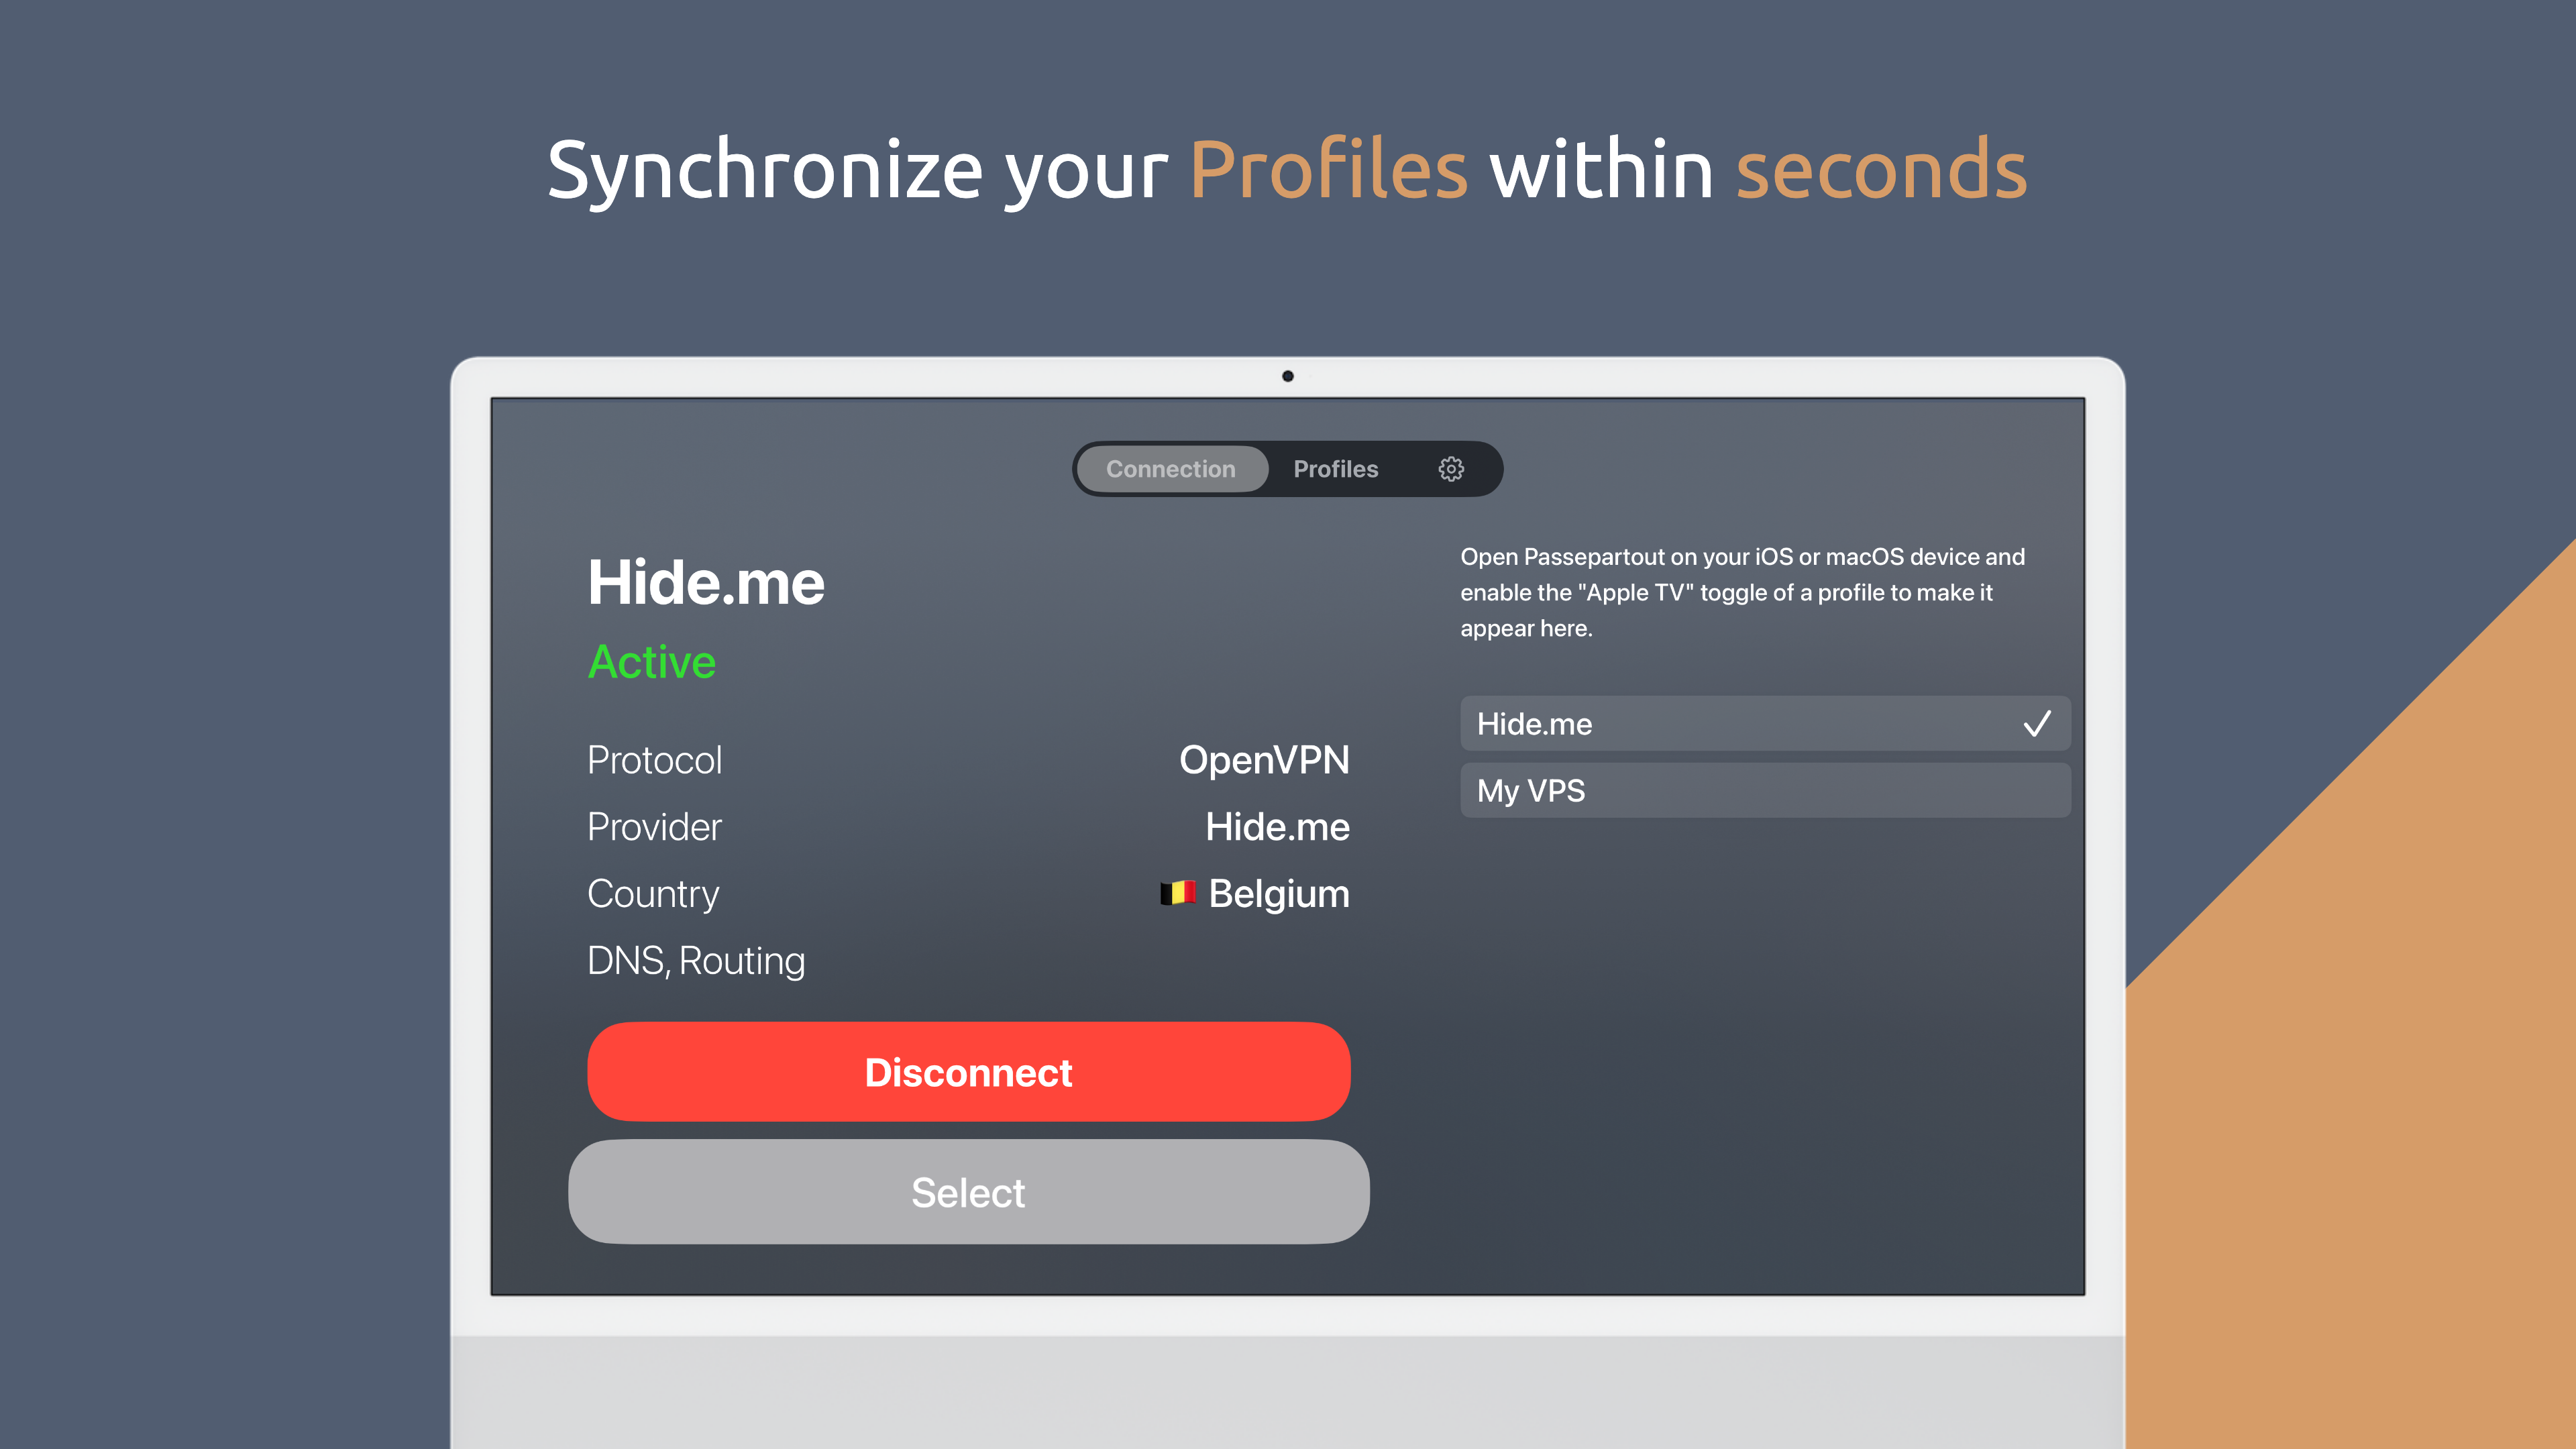 Synchronize your Profiles within seconds
Connection
Profiles
Hide.me
Active
Protocol
OpenVPN
Provider
Hide.me
Country
🇧🇪 Belgium
DNS, Routing
Disconnect
Select
Open Passepartout on your iOS or macOS device and
enable the "Apple TV" toggle of a profile to make it
appear here.
Hide.me
My VPS